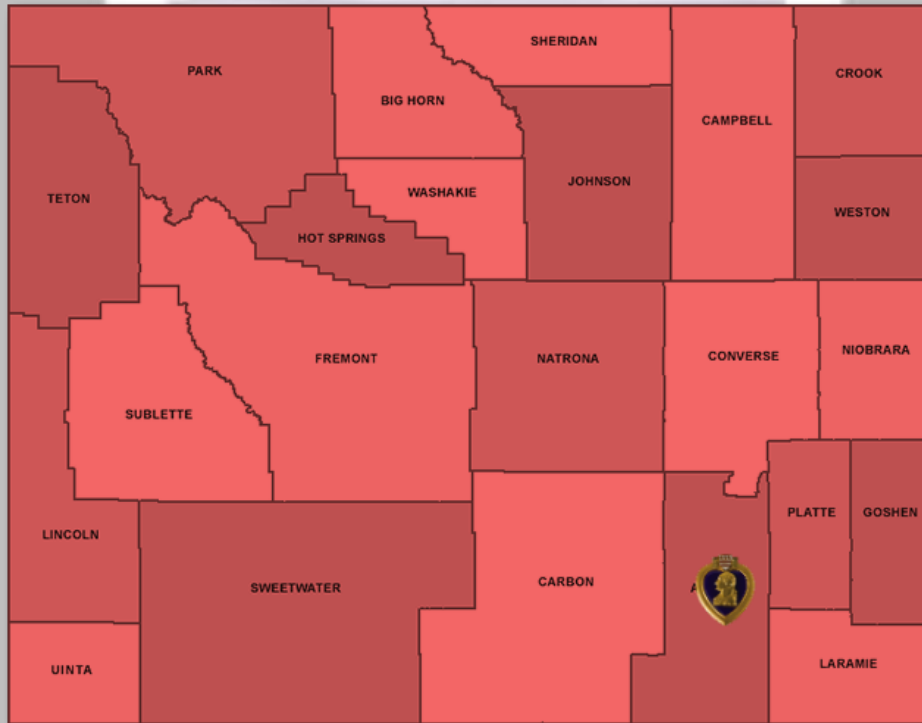 SHERIDAN
PARK
CROOK
BIG HORN
CAMPBELL
JOHNSON
WASHAKIE
TETON
WESTON
HOT SPRINGS
NIOBRARA
FREMONT
NATRONA
CONVERSE
SUBLETTE
PLATTE
GOSHEN
LINCOLN
SWEETWATER
CARBON
LARAMIE
UINTA